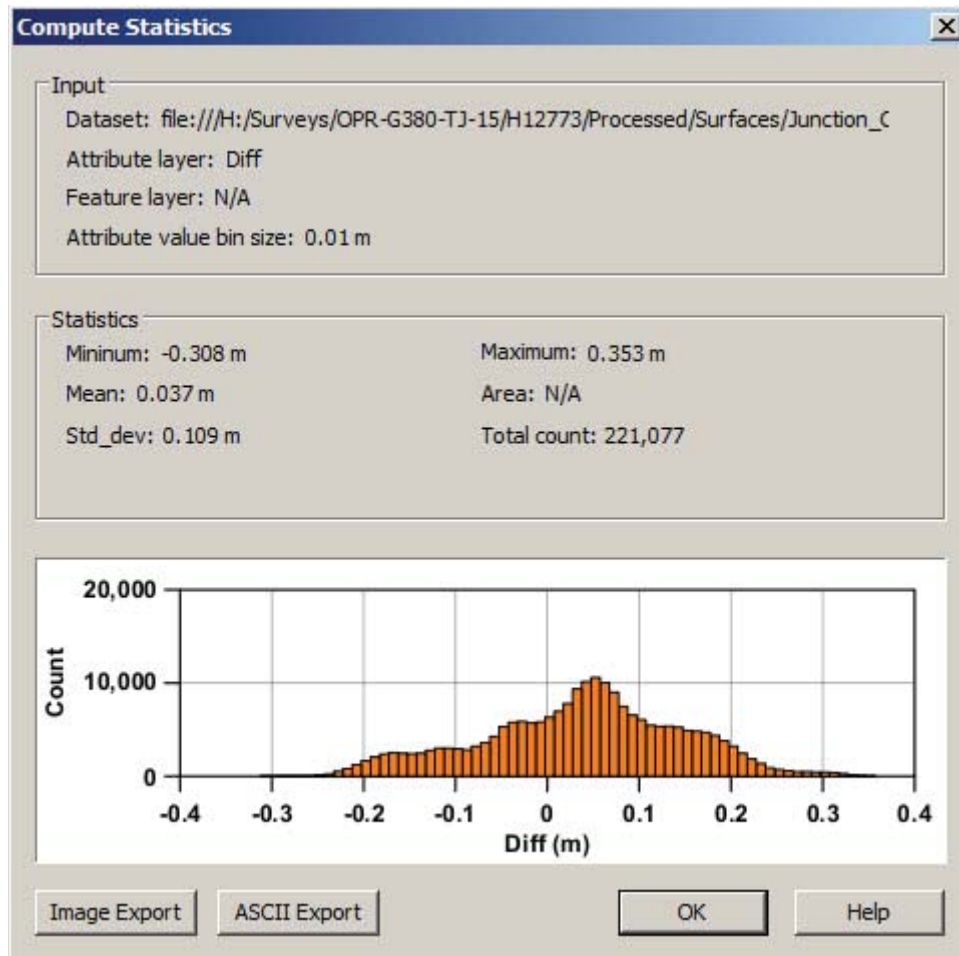 Compute Statistics
Input
Dataset: file:///H:/Surveys/OPR-G380-TJ-15/H12773/Processed/Surfaces/Junction_C
Attribute layer: Diff
Feature layer: N/A
Attribute value bin size: 0.01 m
Statistics
Mininum: -0.308 m
Maximum: 0.353 m
Mean: 0.037 m
Area: N/A
Std_dev: 0.109 m
Total count: 221,077
20,000
10,000
0
Count
-0.4 -0.3 -0.2 -0.1 0 0.1 0.2 0.3 0.4
Diff (m)
Image Export
ASCII Export
OK
Help